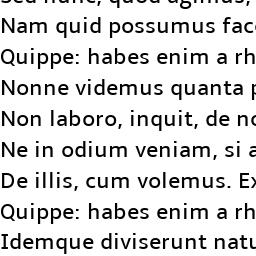 Sed nunc, quod agimus,
Nam quid possumus fac
Quippe: habes enim a rh
Nonne videmus quanta
Non laboro, inquit, de no
Ne in odium veniam, si a
De illis, cum volemus. Ex
Quippe: habes enim a rh
Idemque diviserunt natu